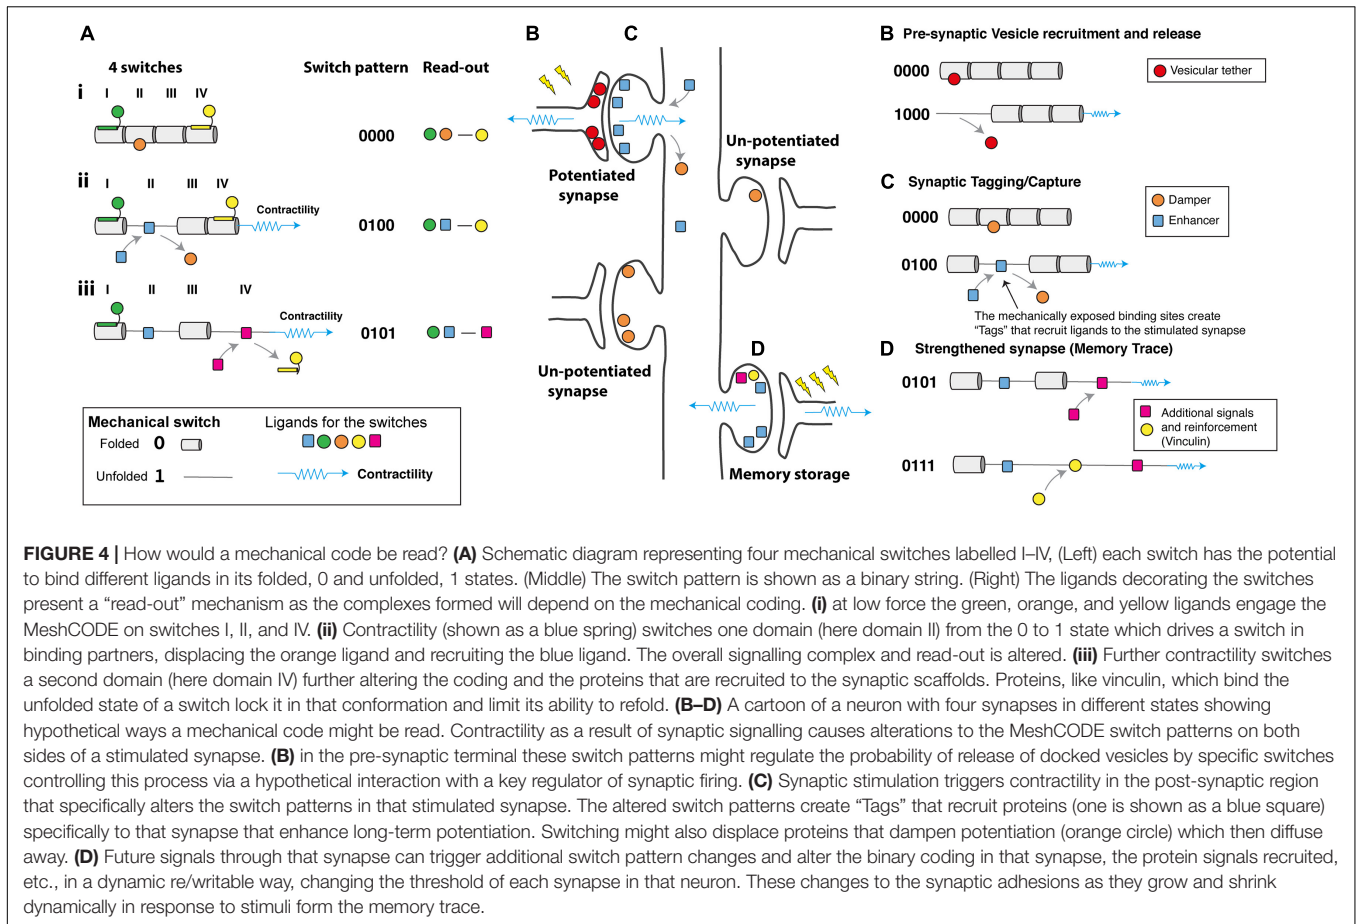 A
4 switches
Switch pattern
Read-out
i
I II III IV
0000
ii
I II III IV
Contractility
0100
iii
I II III IV
Contractility
0101
Mechanical switch
Folded 0
Unfolded 1
Ligands for the switches
Contractility
B
C
Potentiated
synapse
Un-potentiated
synapse
Un-potentiated
synapse
D
Memory storage
B Pre-synaptic Vesicle recruitment and release
0000
Vesicular tether
1000
C Synaptic Tagging/Capture
0000
Damper
Enhancer
0100
The mechanically exposed binding sites create
"Tags" that recruit ligands to the stimulated synapse
D Strengthened synapse (Memory Trace)
0101
Additional signals
and reinforcement
(Vinculin)
0111
FIGURE 4 | How would a mechanical code be read? (A) Schematic diagram representing four mechanical switches labelled I–IV, (Left) each switch has the potential
to bind different ligands in its folded, 0 and unfolded, 1 states. (Middle) The switch pattern is shown as a binary string. (Right) The ligands decorating the switches
present a “read-out” mechanism as the complexes formed will depend on the mechanical coding. (i) at low force the green, orange, and yellow ligands engage the
MeshCODE on switches I, II, and IV. (ii) Contractility (shown as a blue spring) switches one domain (here domain II) from the 0 to 1 state which drives a switch in
binding partners, displacing the orange ligand and recruiting the blue ligand. The overall signalling complex and read-out is altered. (iii) Further contractility switches
a second domain (here domain IV) further altering the coding and the proteins that are recruited to the synaptic scaffolds. Proteins, like vinculin, which bind the
unfolded state of a switch lock it in that conformation and limit its ability to refold. (B–D) A cartoon of a neuron with four synapses in different states showing
hypothetical ways a mechanical code might be read. Contractility as a result of synaptic signalling causes alterations to the MeshCODE switch patterns on both
sides of a stimulated synapse. (B) in the pre-synaptic terminal these switch patterns might regulate the probability of release of docked vesicles by specific switches
controlling this process via a hypothetical interaction with a key regulator of synaptic firing. (C) Synaptic stimulation triggers contractility in the post-synaptic region
that specifically alters the switch patterns in that stimulated synapse. The altered switch patterns create “Tags” that recruit proteins (one is shown as a blue square)
specifically to that synapse that enhance long-term potentiation. Switching might also displace proteins that dampen potentiation (orange circle) which then diffuse
away. (D) Future signals through that synapse can trigger additional switch pattern changes and alter the binary coding in that synapse, the protein signals recruited,
etc., in a dynamic re/writable way, changing the threshold of each synapse in that neuron. These changes to the synaptic adhesions as they grow and shrink
dynamically in response to stimuli form the memory trace.